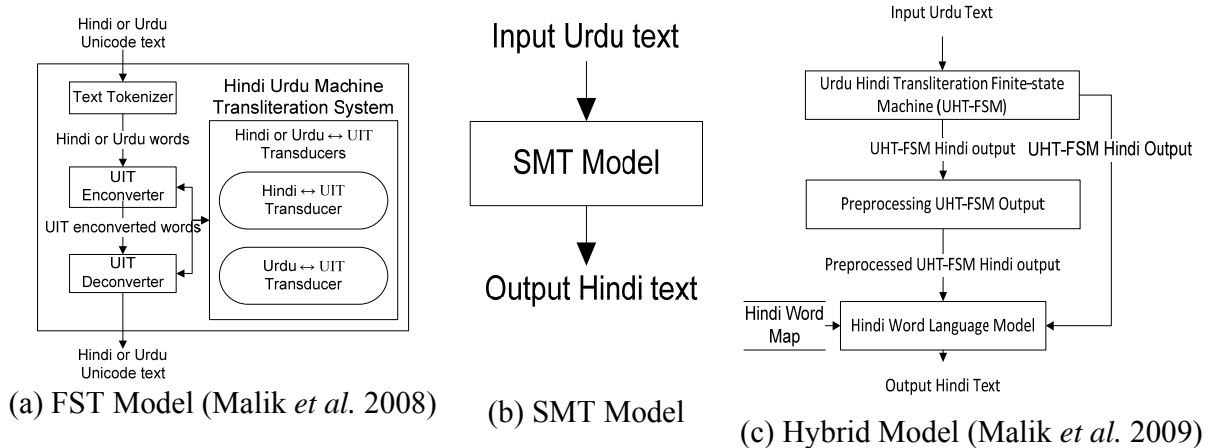 Hindi or Urdu
Unicode text
Text Tokenizer
Hindi or Urdu words
UIT
Enconverter
UIT enconverted words
UIT
Deconverter
Hindi or Urdu
Unicode text
Hindi Urdu Machine
Transliteration System
Hindi or Urdu ↔ UIT
Transducers
Hindi ↔ UIT
Transducer
Urdu ↔ UIT
Transducer
(a) FST Model (Malik et al. 2008)
Input Urdu text
SMT Model
Output Hindi text
(b) SMT Model
Input Urdu Text
Urdu Hindi Transliteration Finite-state
Machine (UHT-FSM)
UHT-FSM Hindi output
UHT-FSM Hindi Output
Preprocessing UHT-FSM Output
Preprocessed UHT-FSM Hindi output
Hindi Word
Map
Hindi Word Language Model
Output Hindi Text
(c) Hybrid Model (Malik et al. 2009)